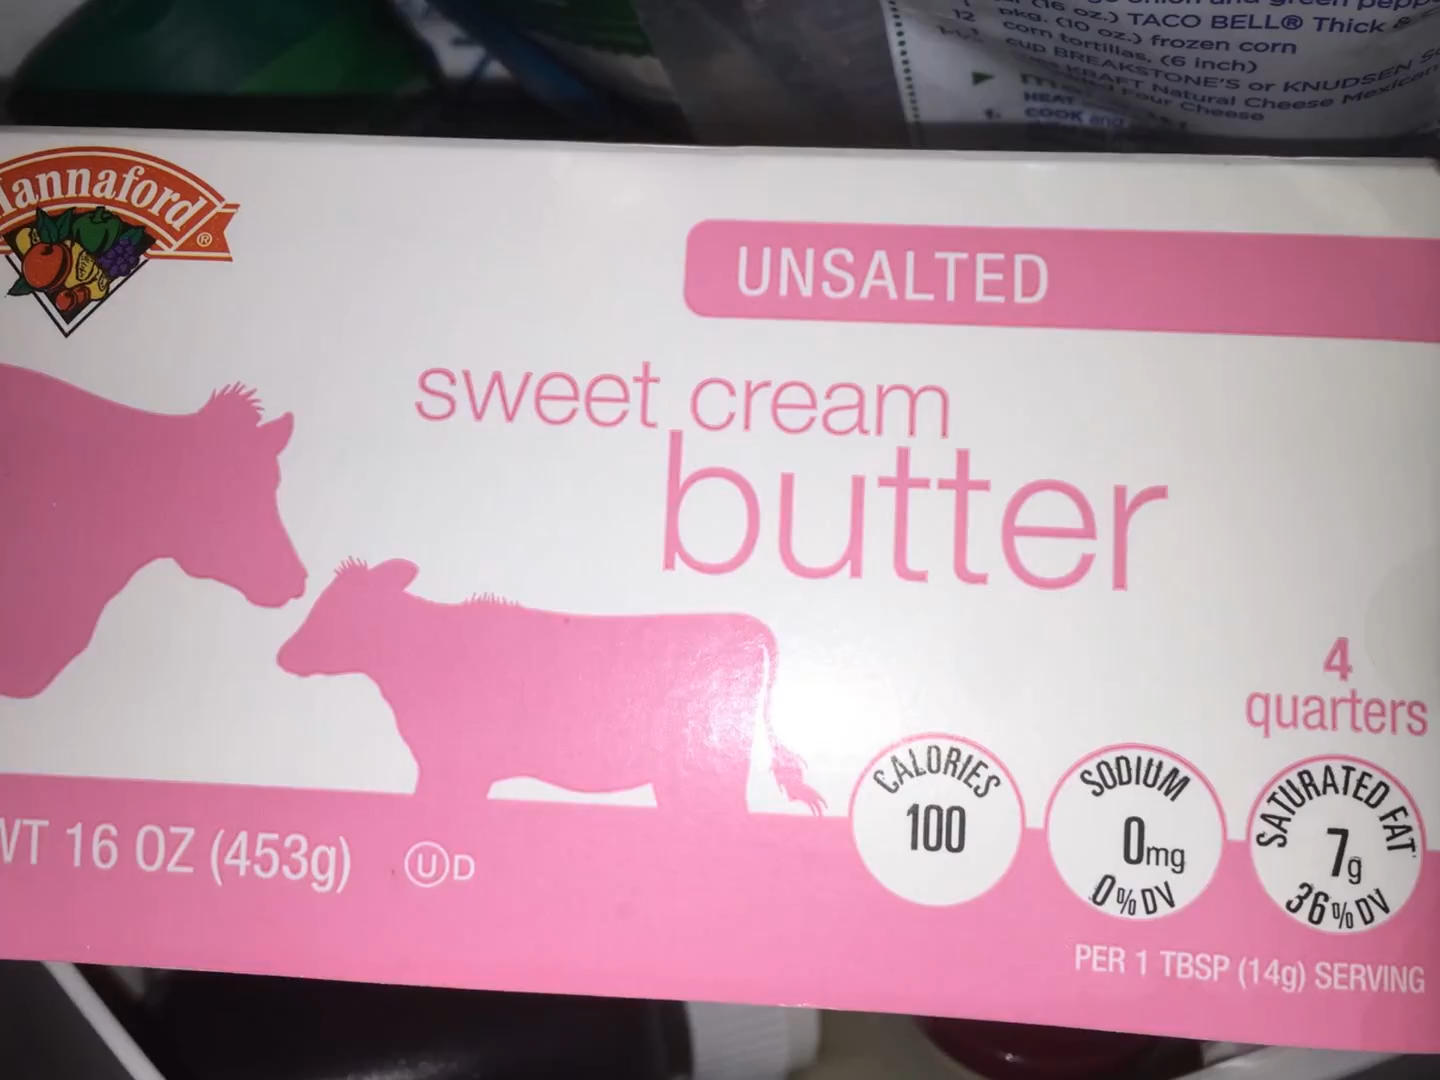 onion and green pepp
(16 oz.) TACO BELL® Thick &
12 pkg. (10 oz.) frozen corn
corn tortillas, (6 inch)
cup BREAKSTONE'S or KNUDSEN
KRAFT Natural Cheese Mexican
Four Cheese
HEAT
1. COOK and
Hannaford®
UNSALTED
sweet cream
butter
4
quarters
CALORIES
100
SODIUM
0mg
0% DV
SATURATED FAT
7g
36% DV
WT 16 OZ (453g) U D
PER 1 TBSP (14g) SERVING